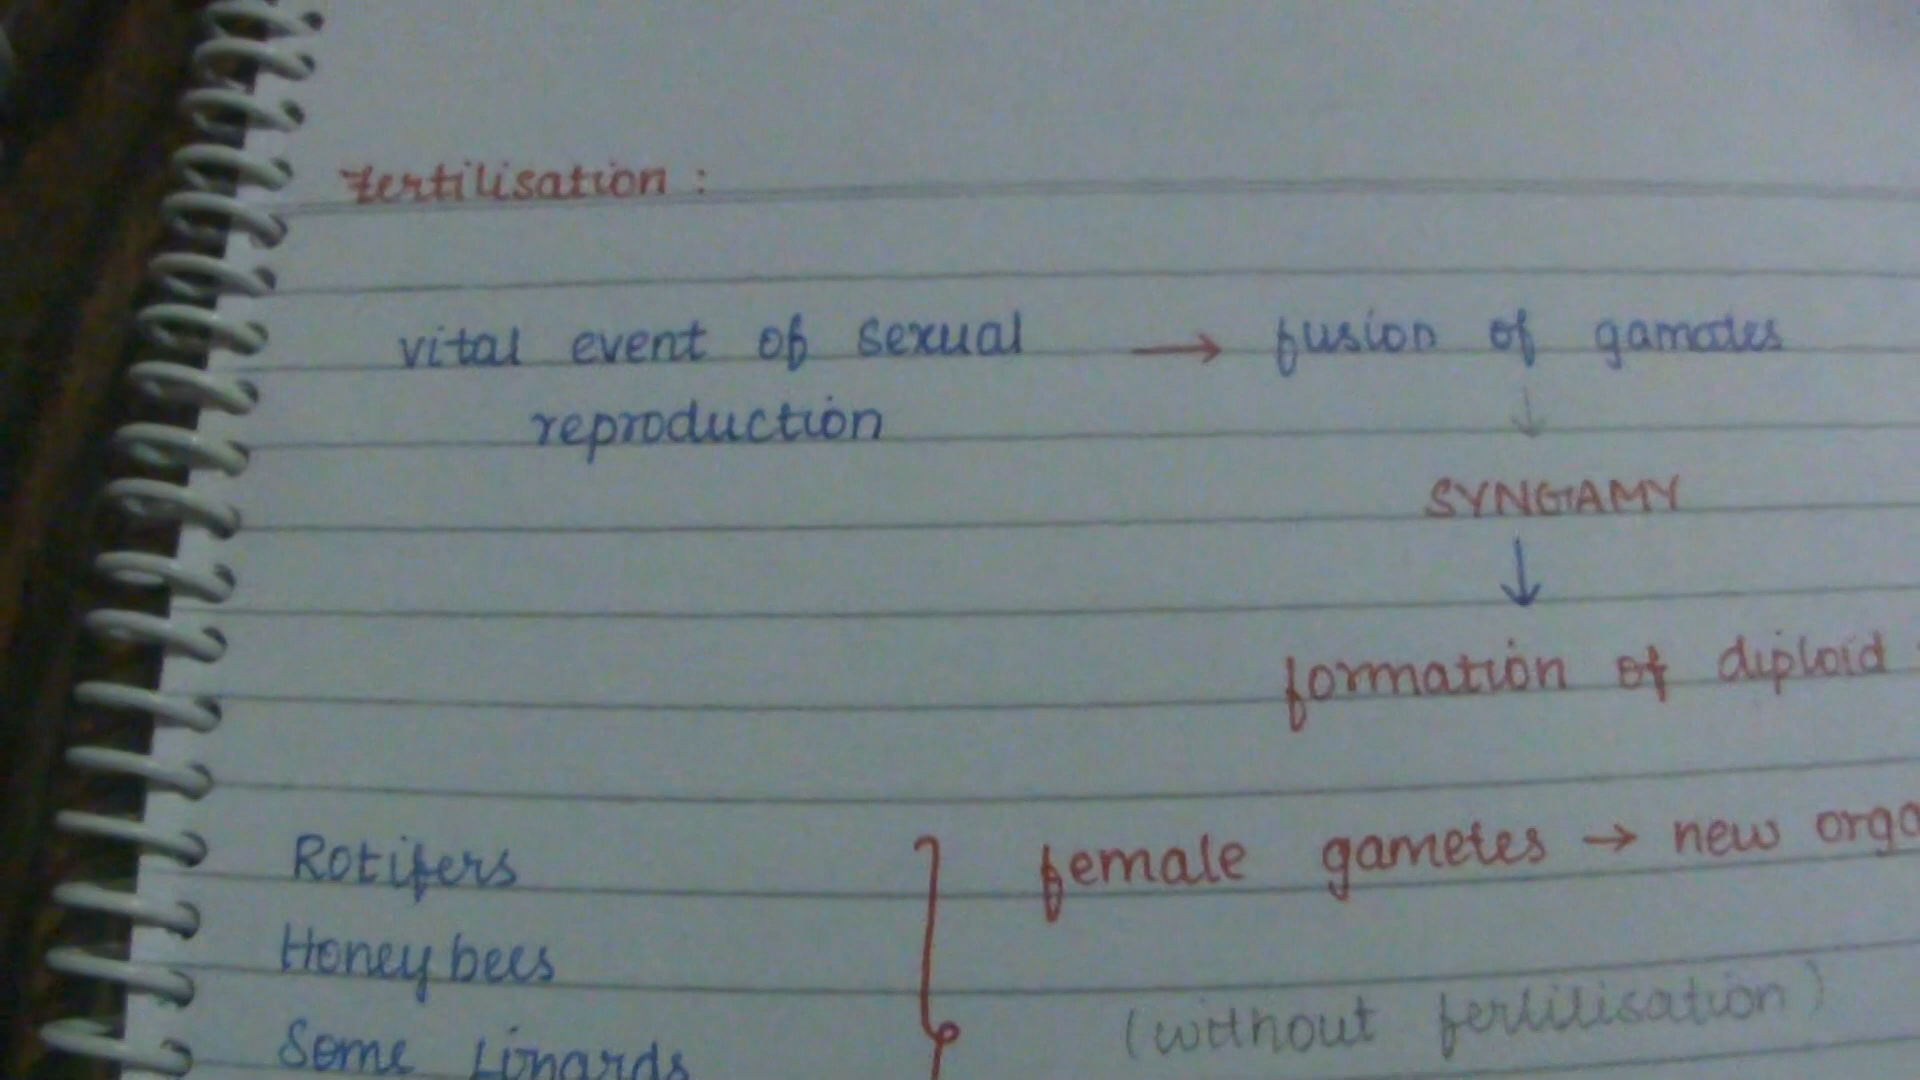 Fertilisation :
vital event of sexual → fusion of gametes
reproduction
↓
SYNGAMY
↓
formation of diploid
Rotifers female gametes → new orga
Honey bees
(without fertilisation)
Some